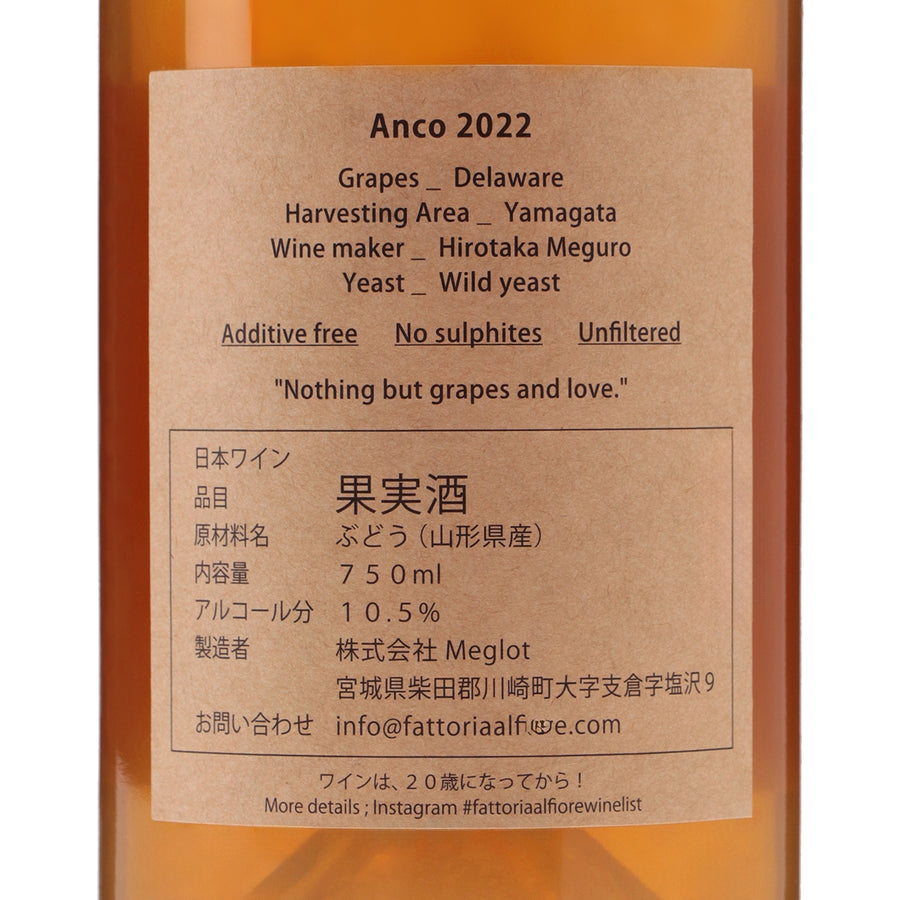 Anco 2022
Grapes _ Delaware
Harvesting Area _ Yamagata
Wine maker _ Hirotaka Meguro
Yeast _ Wild yeast
Additive free No sulphites Unfiltered
"Nothing but grapes and love."
日本ワイン
品目 果実酒
原材料名 ぶどう（山形県産）
内容量 ７５０ml
アルコール分 １０.５%
製造者 株式会社 Meglot
宮城県柴田郡川崎町大字支倉字塩沢９
お問い合わせ
ワインは、２０歳になってから！
More details ; Instagram #fattoriaalfiorewinelist